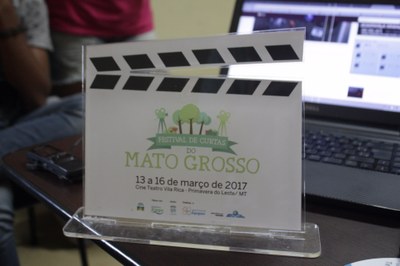 FESTIVAL DE CURTAS
DO
MATO GROSSO
13 a 16 de março de 2017
Cine Teatro Vila Rica - Primavera do Leste/ MT